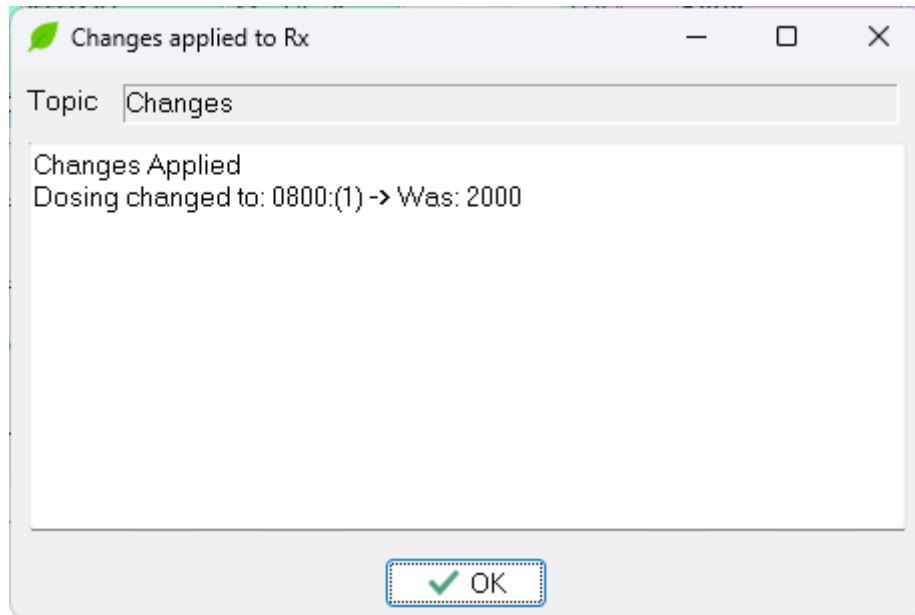 Changes applied to Rx
Topic Changes
Changes Applied
Dosing changed to: 0800:(1) -> Was: 2000
OK